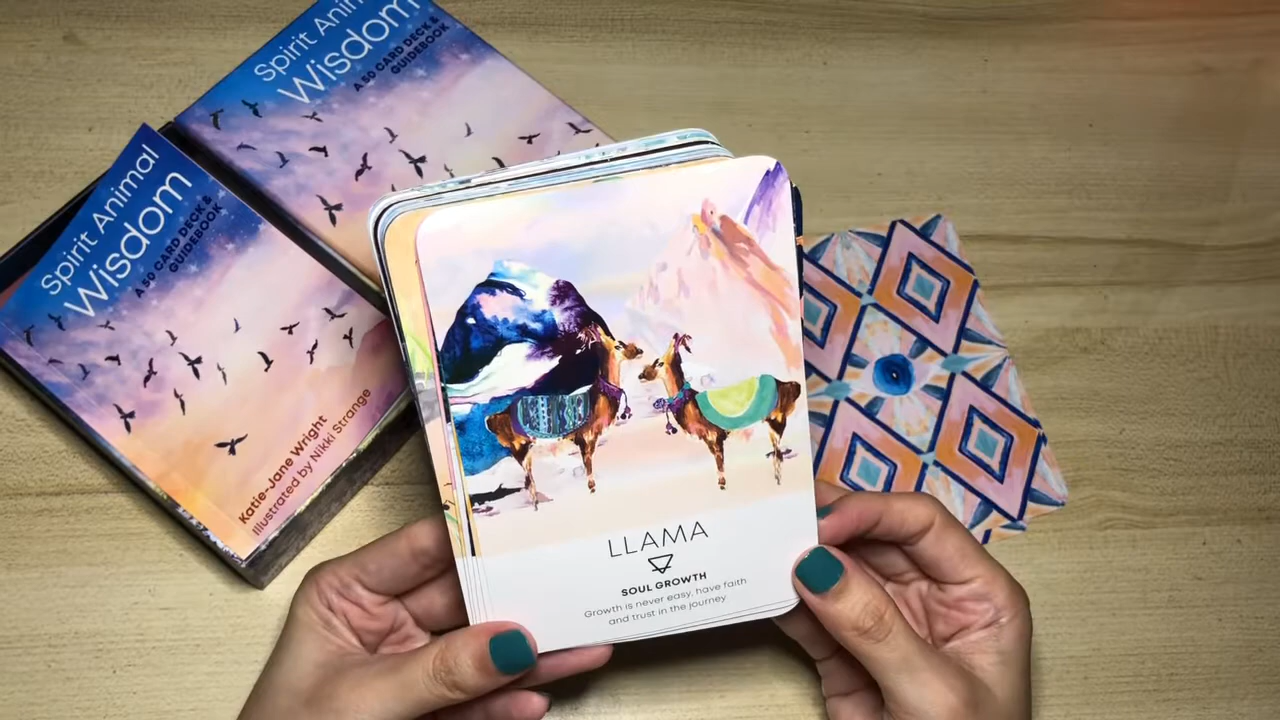 Spirit Anim
Wisdom
A 50 CARD DECK &
GUIDEBOOK
Spirit Animal
Wisdom
A 50 CARD DECK &
GUIDEBOOK
Katie-Jane Wright
Illustrated by Nikki Strange
LLAMA
SOUL GROWTH
Growth is never easy, have faith
and trust in the journey